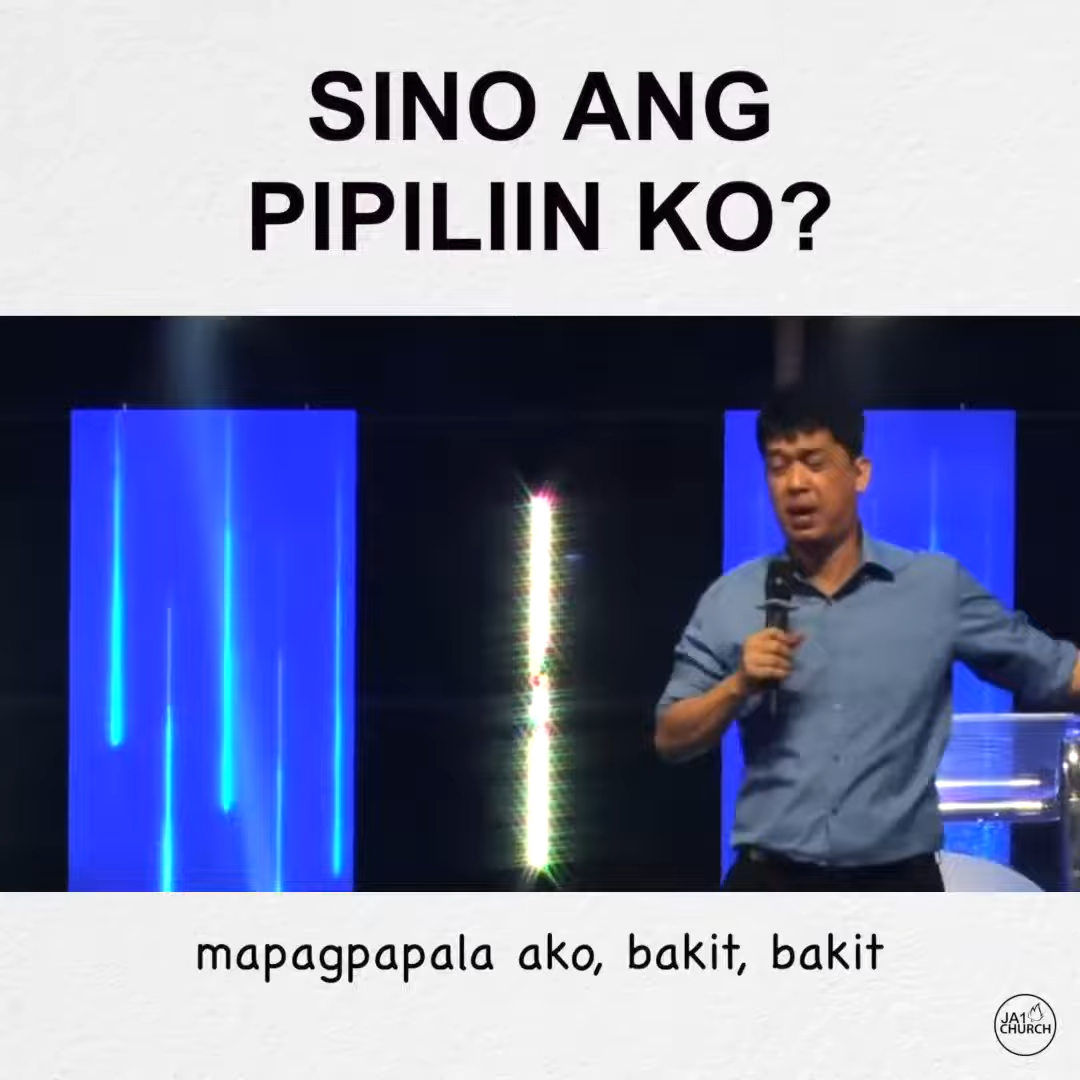 SINO ANG
PIPILIIN KO?
mapagpapala ako, bakit, bakit
JA1
CHURCH